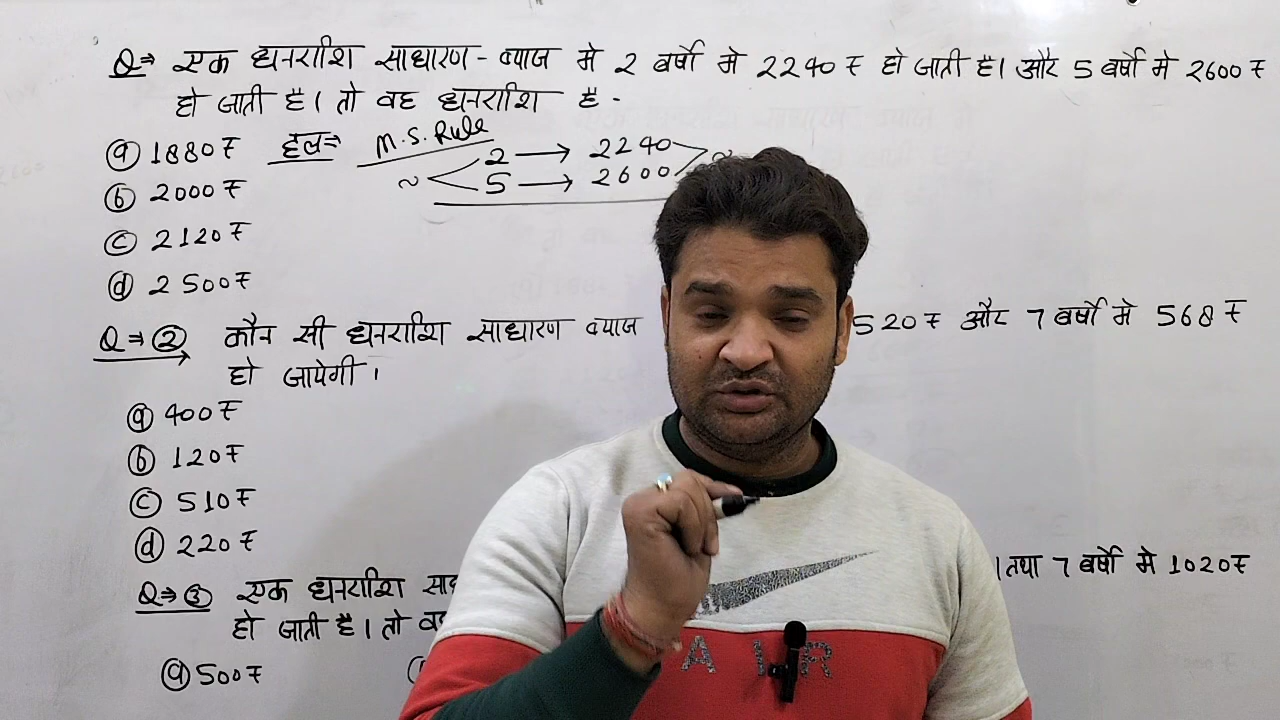 Q⇒ एक धनराशि साधारण-ब्याज मे 2 वर्षो मे 2240 ₹ हो जाती है। और 5 वर्षो मे 2600 ₹
हो जाती है। तो वह धनराशि है -
ⓐ 1880 ₹ हल⇒ M.S. Rule
2 → 2240
ⓑ 2000 ₹ ~ 5 → 2600
ⓒ 2120 ₹
ⓓ 2500 ₹
Q⇒② कौन सी धनराशि साधारण ब्याज 520 ₹ और 7 वर्षो मे 568 ₹
हो जायेगी।
ⓐ 400 ₹
ⓑ 120 ₹
ⓒ 510 ₹
ⓓ 220 ₹
Q⇒③ एक धनराशि । तथा 7 वर्षो मे 1020 ₹
हो जाती है। तो
ⓐ 500 ₹
A I R